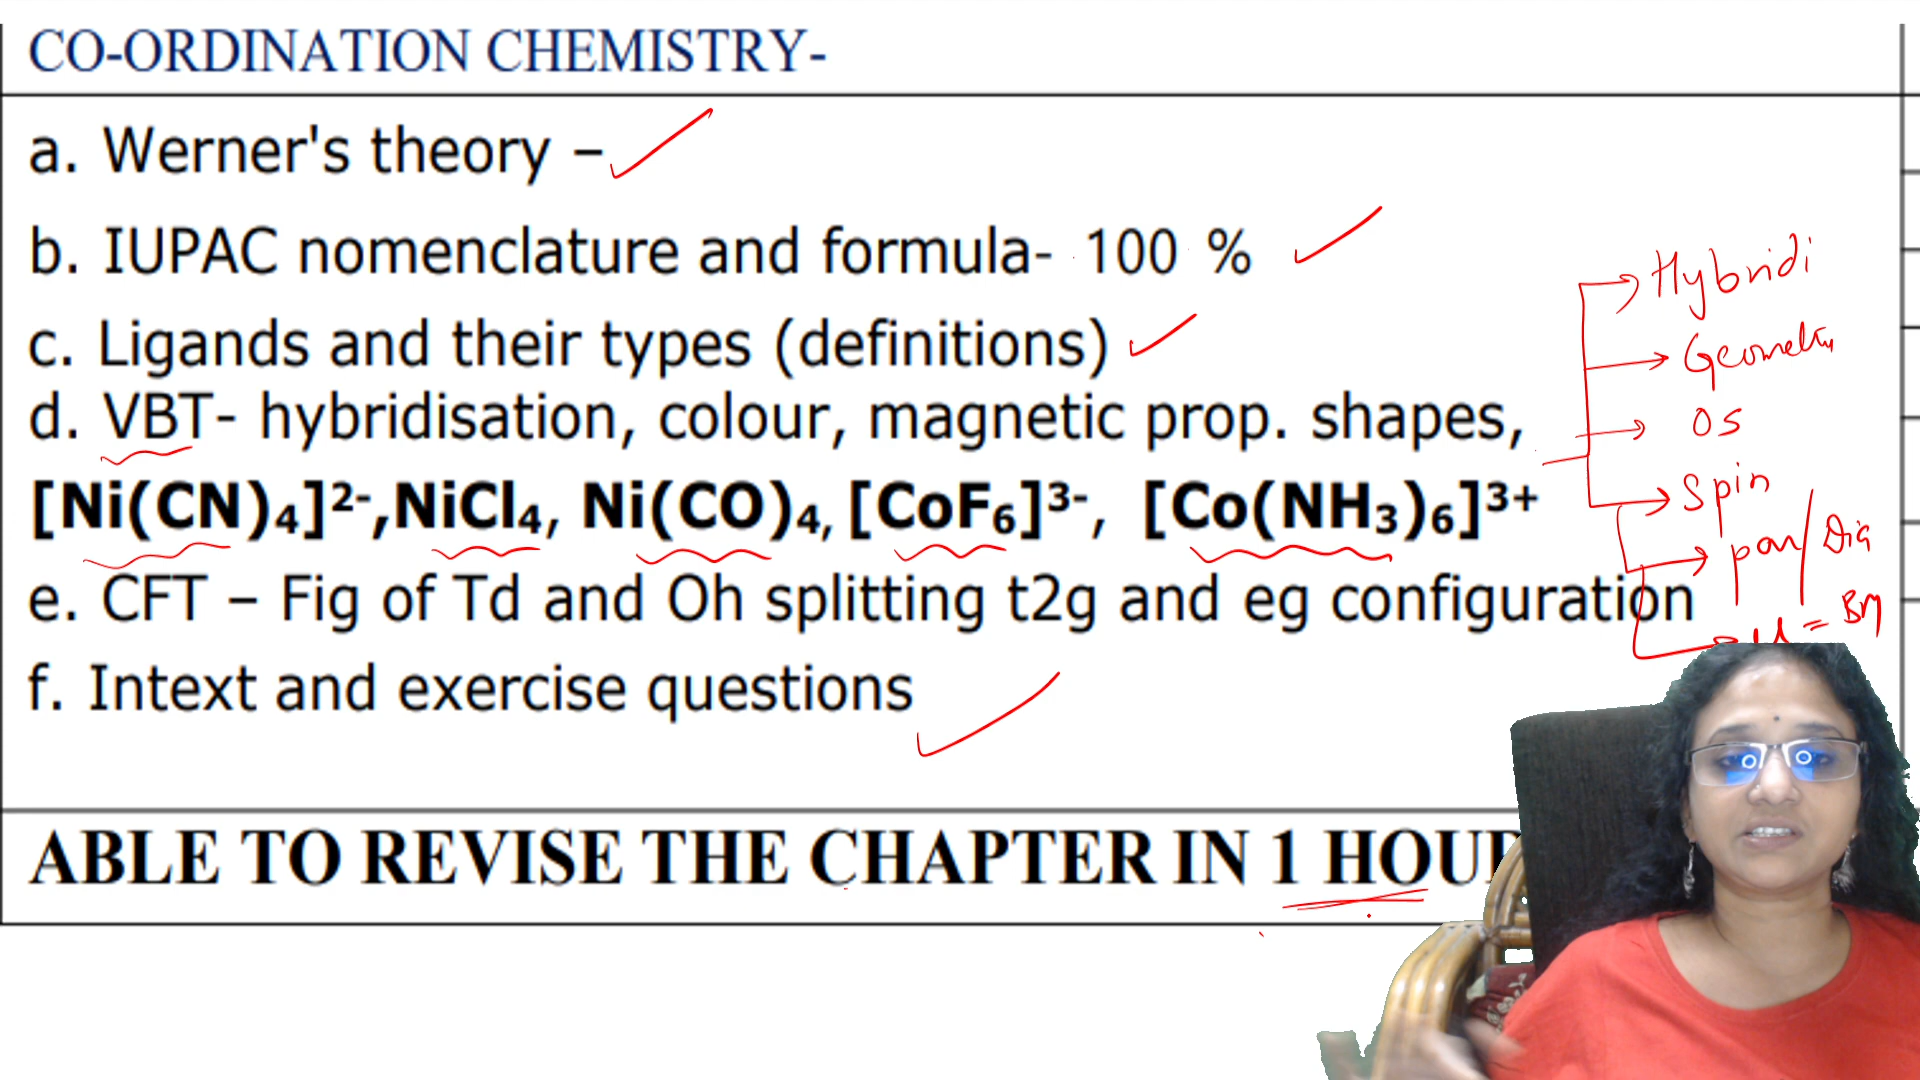 CO-ORDINATION CHEMISTRY-
a. Werner's theory –
b. IUPAC nomenclature and formula- 100 %
c. Ligands and their types (definitions)
d. VBT- hybridisation, colour, magnetic prop. shapes,
[Ni(CN)₄]²⁻,NiCl₄, Ni(CO)₄, [CoF₆]³⁻, [Co(NH₃)₆]³⁺
e. CFT – Fig of Td and Oh splitting t2g and eg configuration
f. Intext and exercise questions
ABLE TO REVISE THE CHAPTER IN 1 HOU
Hybridi
Geometry
OS
Spin
par/Dia
μ = BM